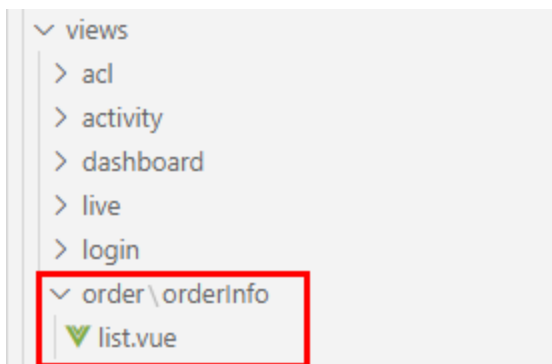 views
acl
activity
dashboard
live
login
order\orderInfo
list.vue